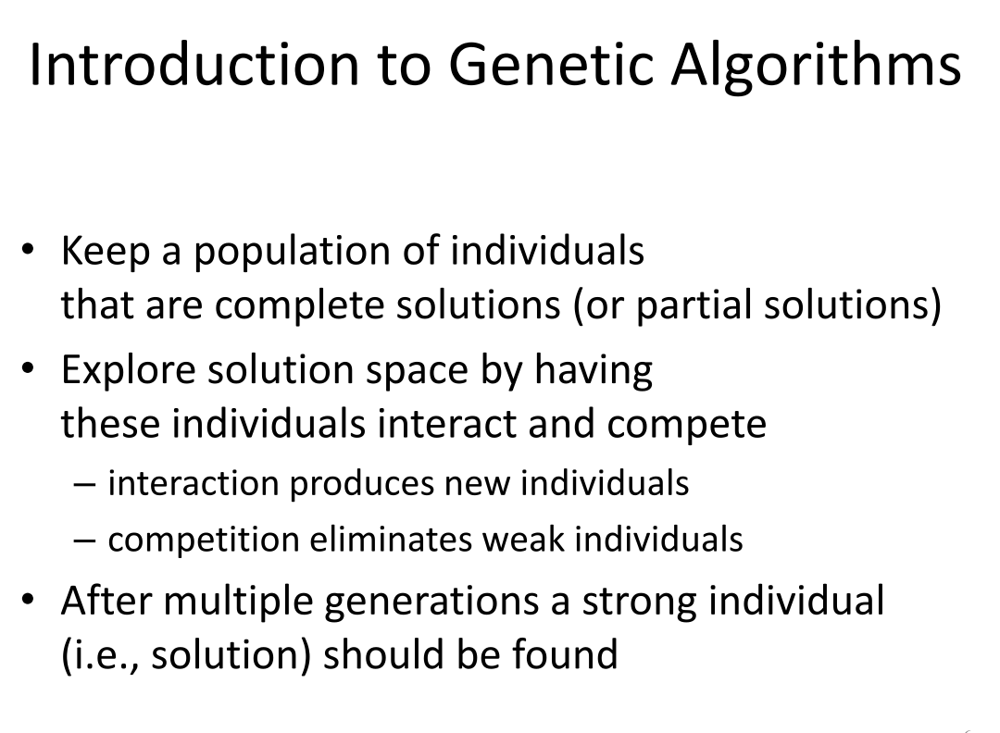 Introduction to Genetic Algorithms
• Keep a population of individuals
that are complete solutions (or partial solutions)
• Explore solution space by having
these individuals interact and compete
– interaction produces new individuals
– competition eliminates weak individuals
• After multiple generations a strong individual
(i.e., solution) should be found